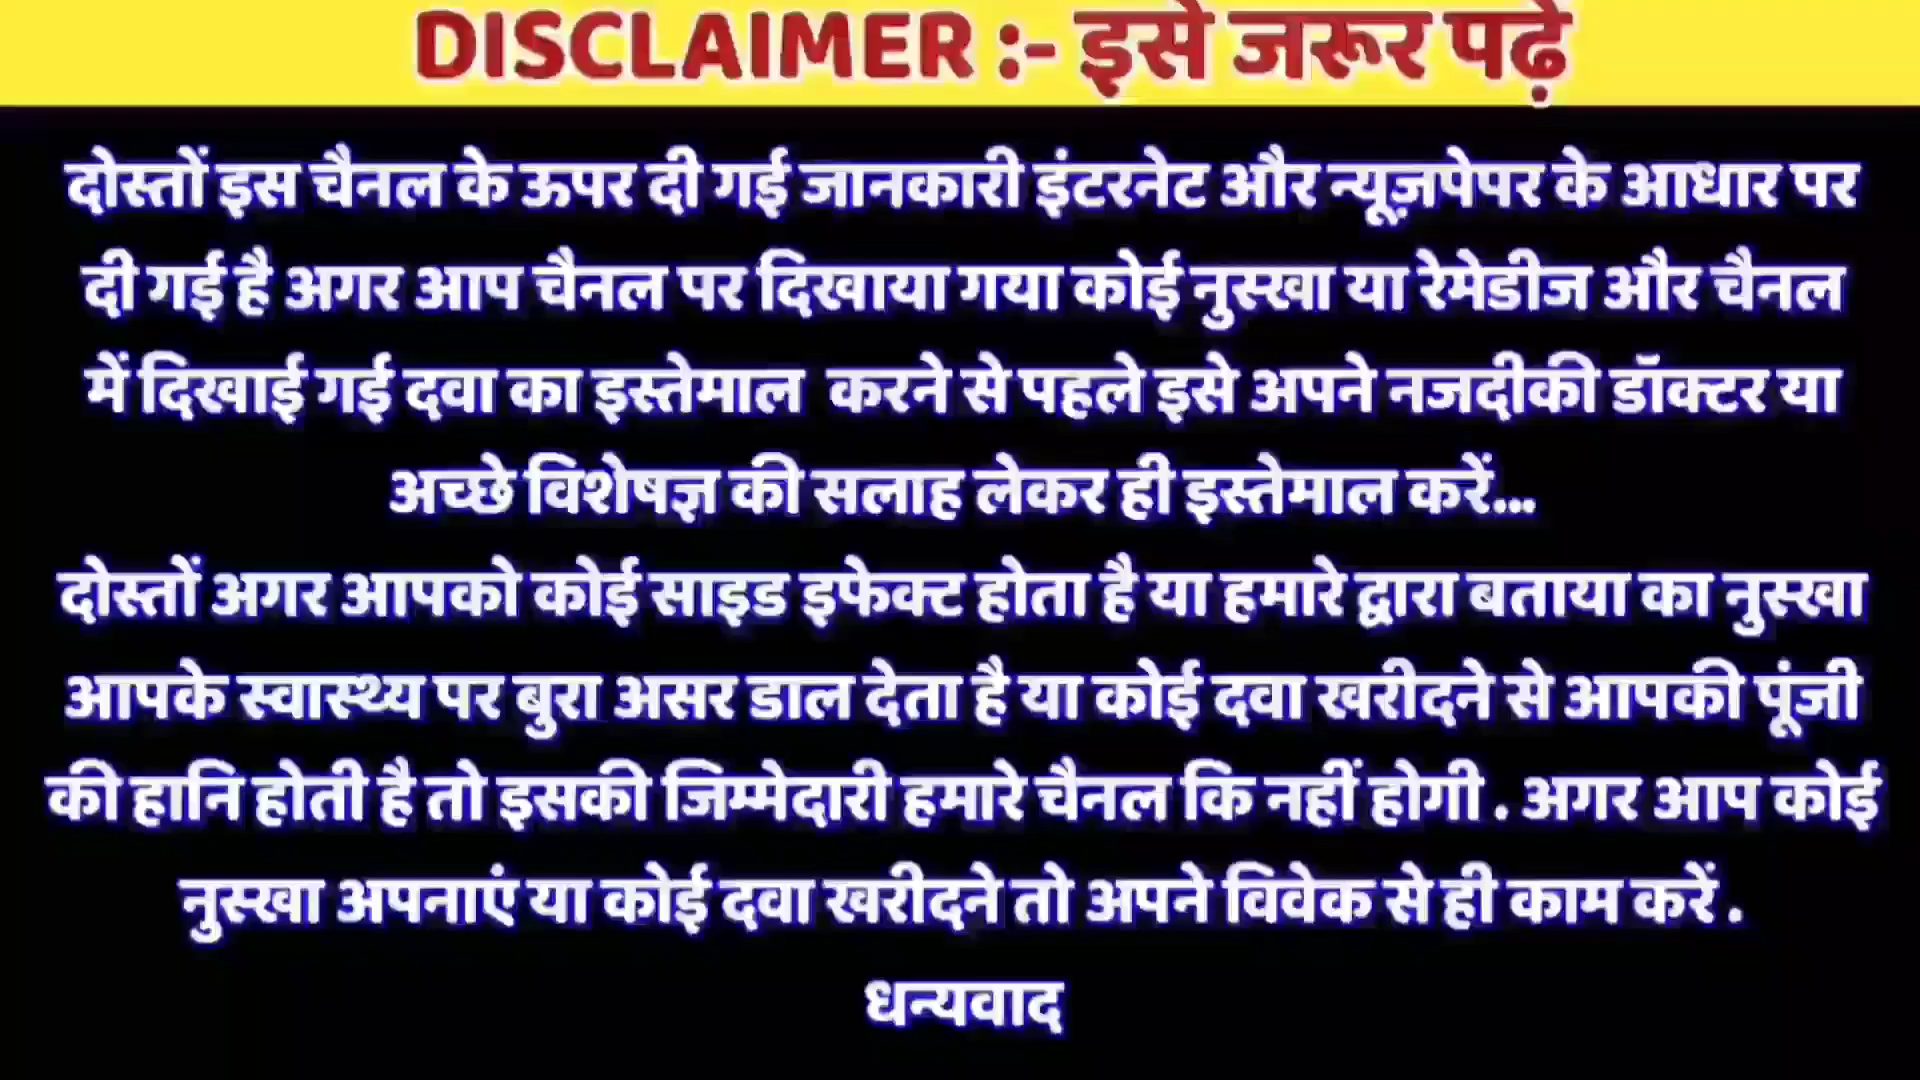 DISCLAIMER :- इसे जरूर पढ़े
दोस्तों इस चैनल के ऊपर दी गई जानकारी इंटरनेट और न्यूज़पेपर के आधार पर
दी गई है अगर आप चैनल पर दिखाया गया कोई नुस्खा या रेमेडीज और चैनल
में दिखाई गई दवा का इस्तेमाल करने से पहले इसे अपने नजदीकी डॉक्टर या
अच्छे विशेषज्ञ की सलाह लेकर ही इस्तेमाल करें...
दोस्तों अगर आपको कोई साइड इफेक्ट होता है या हमारे द्वारा बताया का नुस्खा
आपके स्वास्थ्य पर बुरा असर डाल देता है या कोई दवा खरीदने से आपकी पूंजी
की हानि होती है तो इसकी जिम्मेदारी हमारे चैनल कि नहीं होगी . अगर आप कोई
नुस्खा अपनाएं या कोई दवा खरीदने तो अपने विवेक से ही काम करें .
धन्यवाद